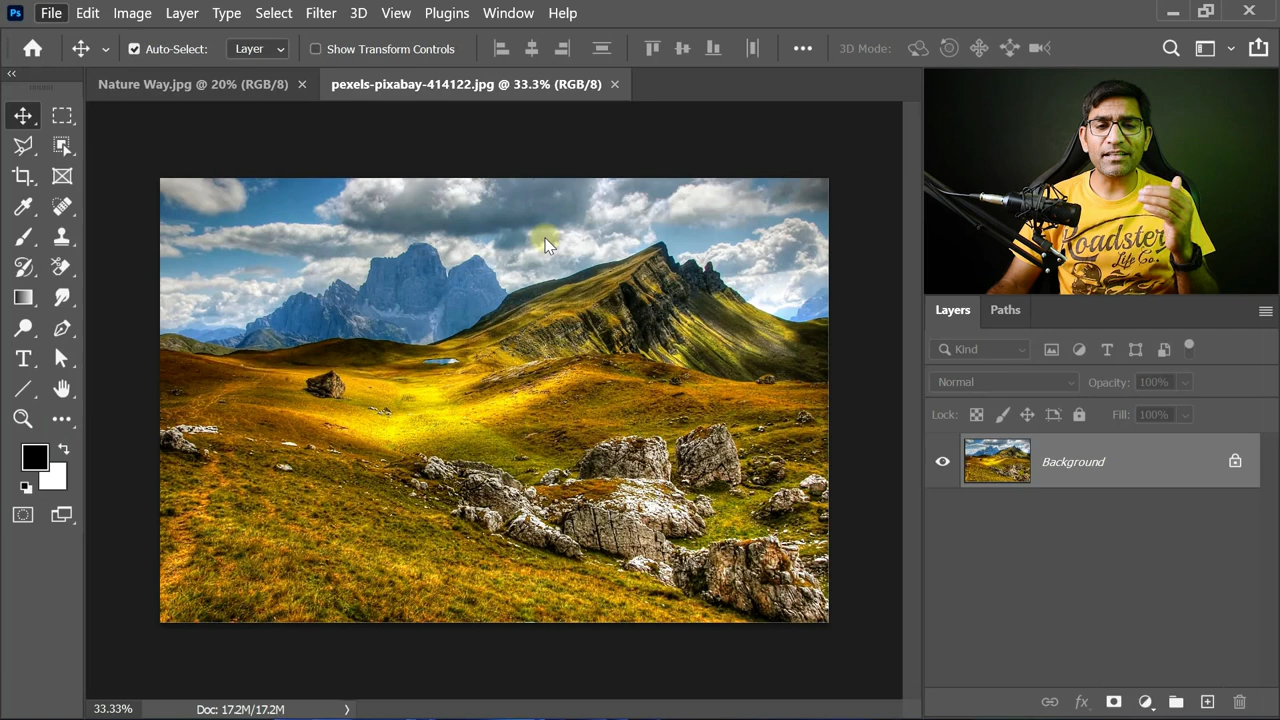 Ps File Edit Image Layer Type Select Filter 3D View Plugins Window Help
Auto-Select: Layer Show Transform Controls 3D Mode:
Nature Way.jpg @ 20% (RGB/8) pexels-pixabay-414122.jpg @ 33.3% (RGB/8)
Roadster
Life Co.
Layers Paths
Kind
Normal Opacity: 100%
Lock: Fill: 100%
Background
33.33% Doc: 17.2M/17.2M